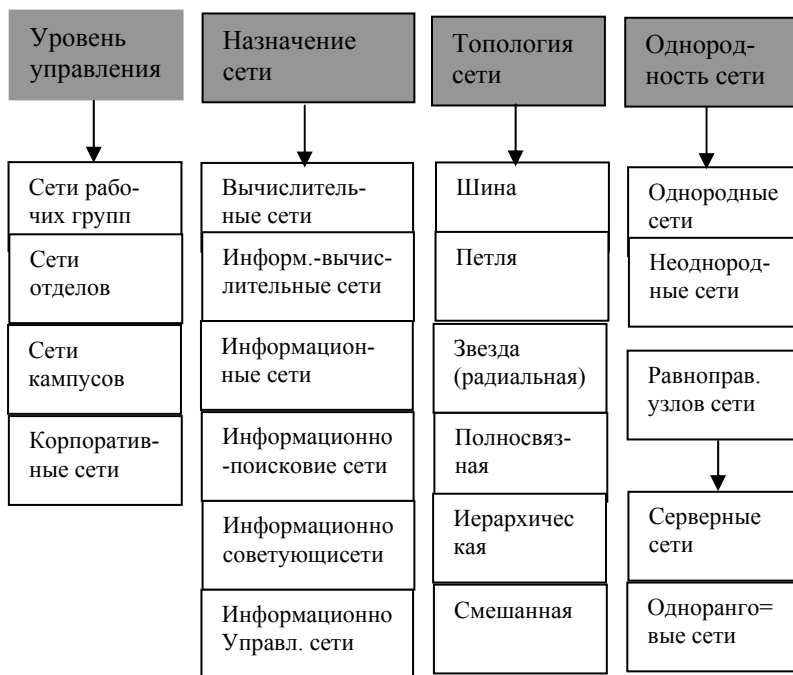 Уровень
управления
Сети рабо-
чих групп
Сети
отделов
Сети
кампусов
Корпоратив-
ные сети
Назначение
сети
Вычислитель-
ные сети
Информ.-вычис-
лительные сети
Информацион-
ные сети
Информационно
-поисковие сети
Информационно
советующисети
Информационно
Управл. сети
Топология
сети
Шина
Петля
Звезда
(радиальная)
Полносвяз-
ная
Иерархичес
кая
Смешанная
Однород-
ность сети
Однородные
сети
Неоднород-
ные сети
Равноправ.
узлов сети
Серверные
сети
Одноранго=
вые сети